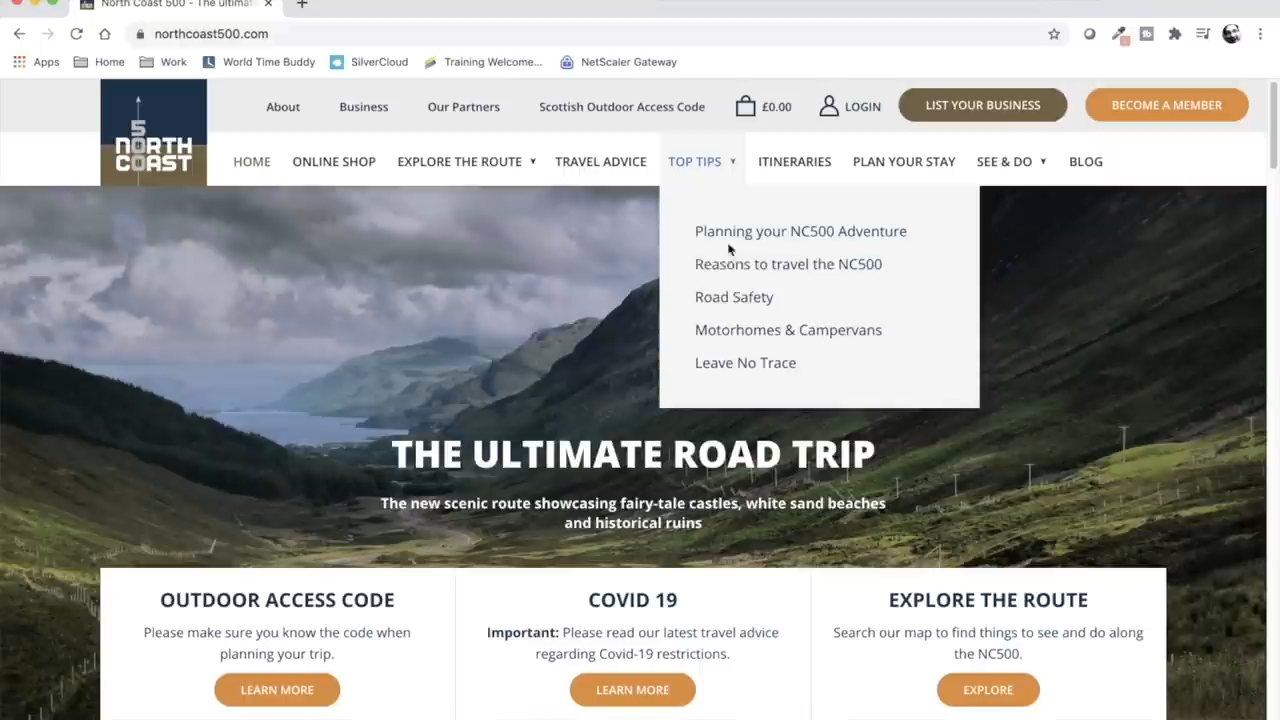 North Coast 500 - The ultimat
northcoast500.com
Apps Home Work World Time Buddy SilverCloud Training Welcome... NetScaler Gateway
About Business Our Partners Scottish Outdoor Access Code £0.00 LOGIN LIST YOUR BUSINESS BECOME A MEMBER
NORTH
COAST
500
HOME ONLINE SHOP EXPLORE THE ROUTE TRAVEL ADVICE TOP TIPS ITINERARIES PLAN YOUR STAY SEE & DO BLOG
Planning your NC500 Adventure
Reasons to travel the NC500
Road Safety
Motorhomes & Campervans
Leave No Trace
THE ULTIMATE ROAD TRIP
The new scenic route showcasing fairy-tale castles, white sand beaches
and historical ruins
OUTDOOR ACCESS CODE
Please make sure you know the code when
planning your trip.
LEARN MORE
COVID 19
Important: Please read our latest travel advice
regarding Covid-19 restrictions.
LEARN MORE
EXPLORE THE ROUTE
Search our map to find things to see and do along
the NC500.
EXPLORE